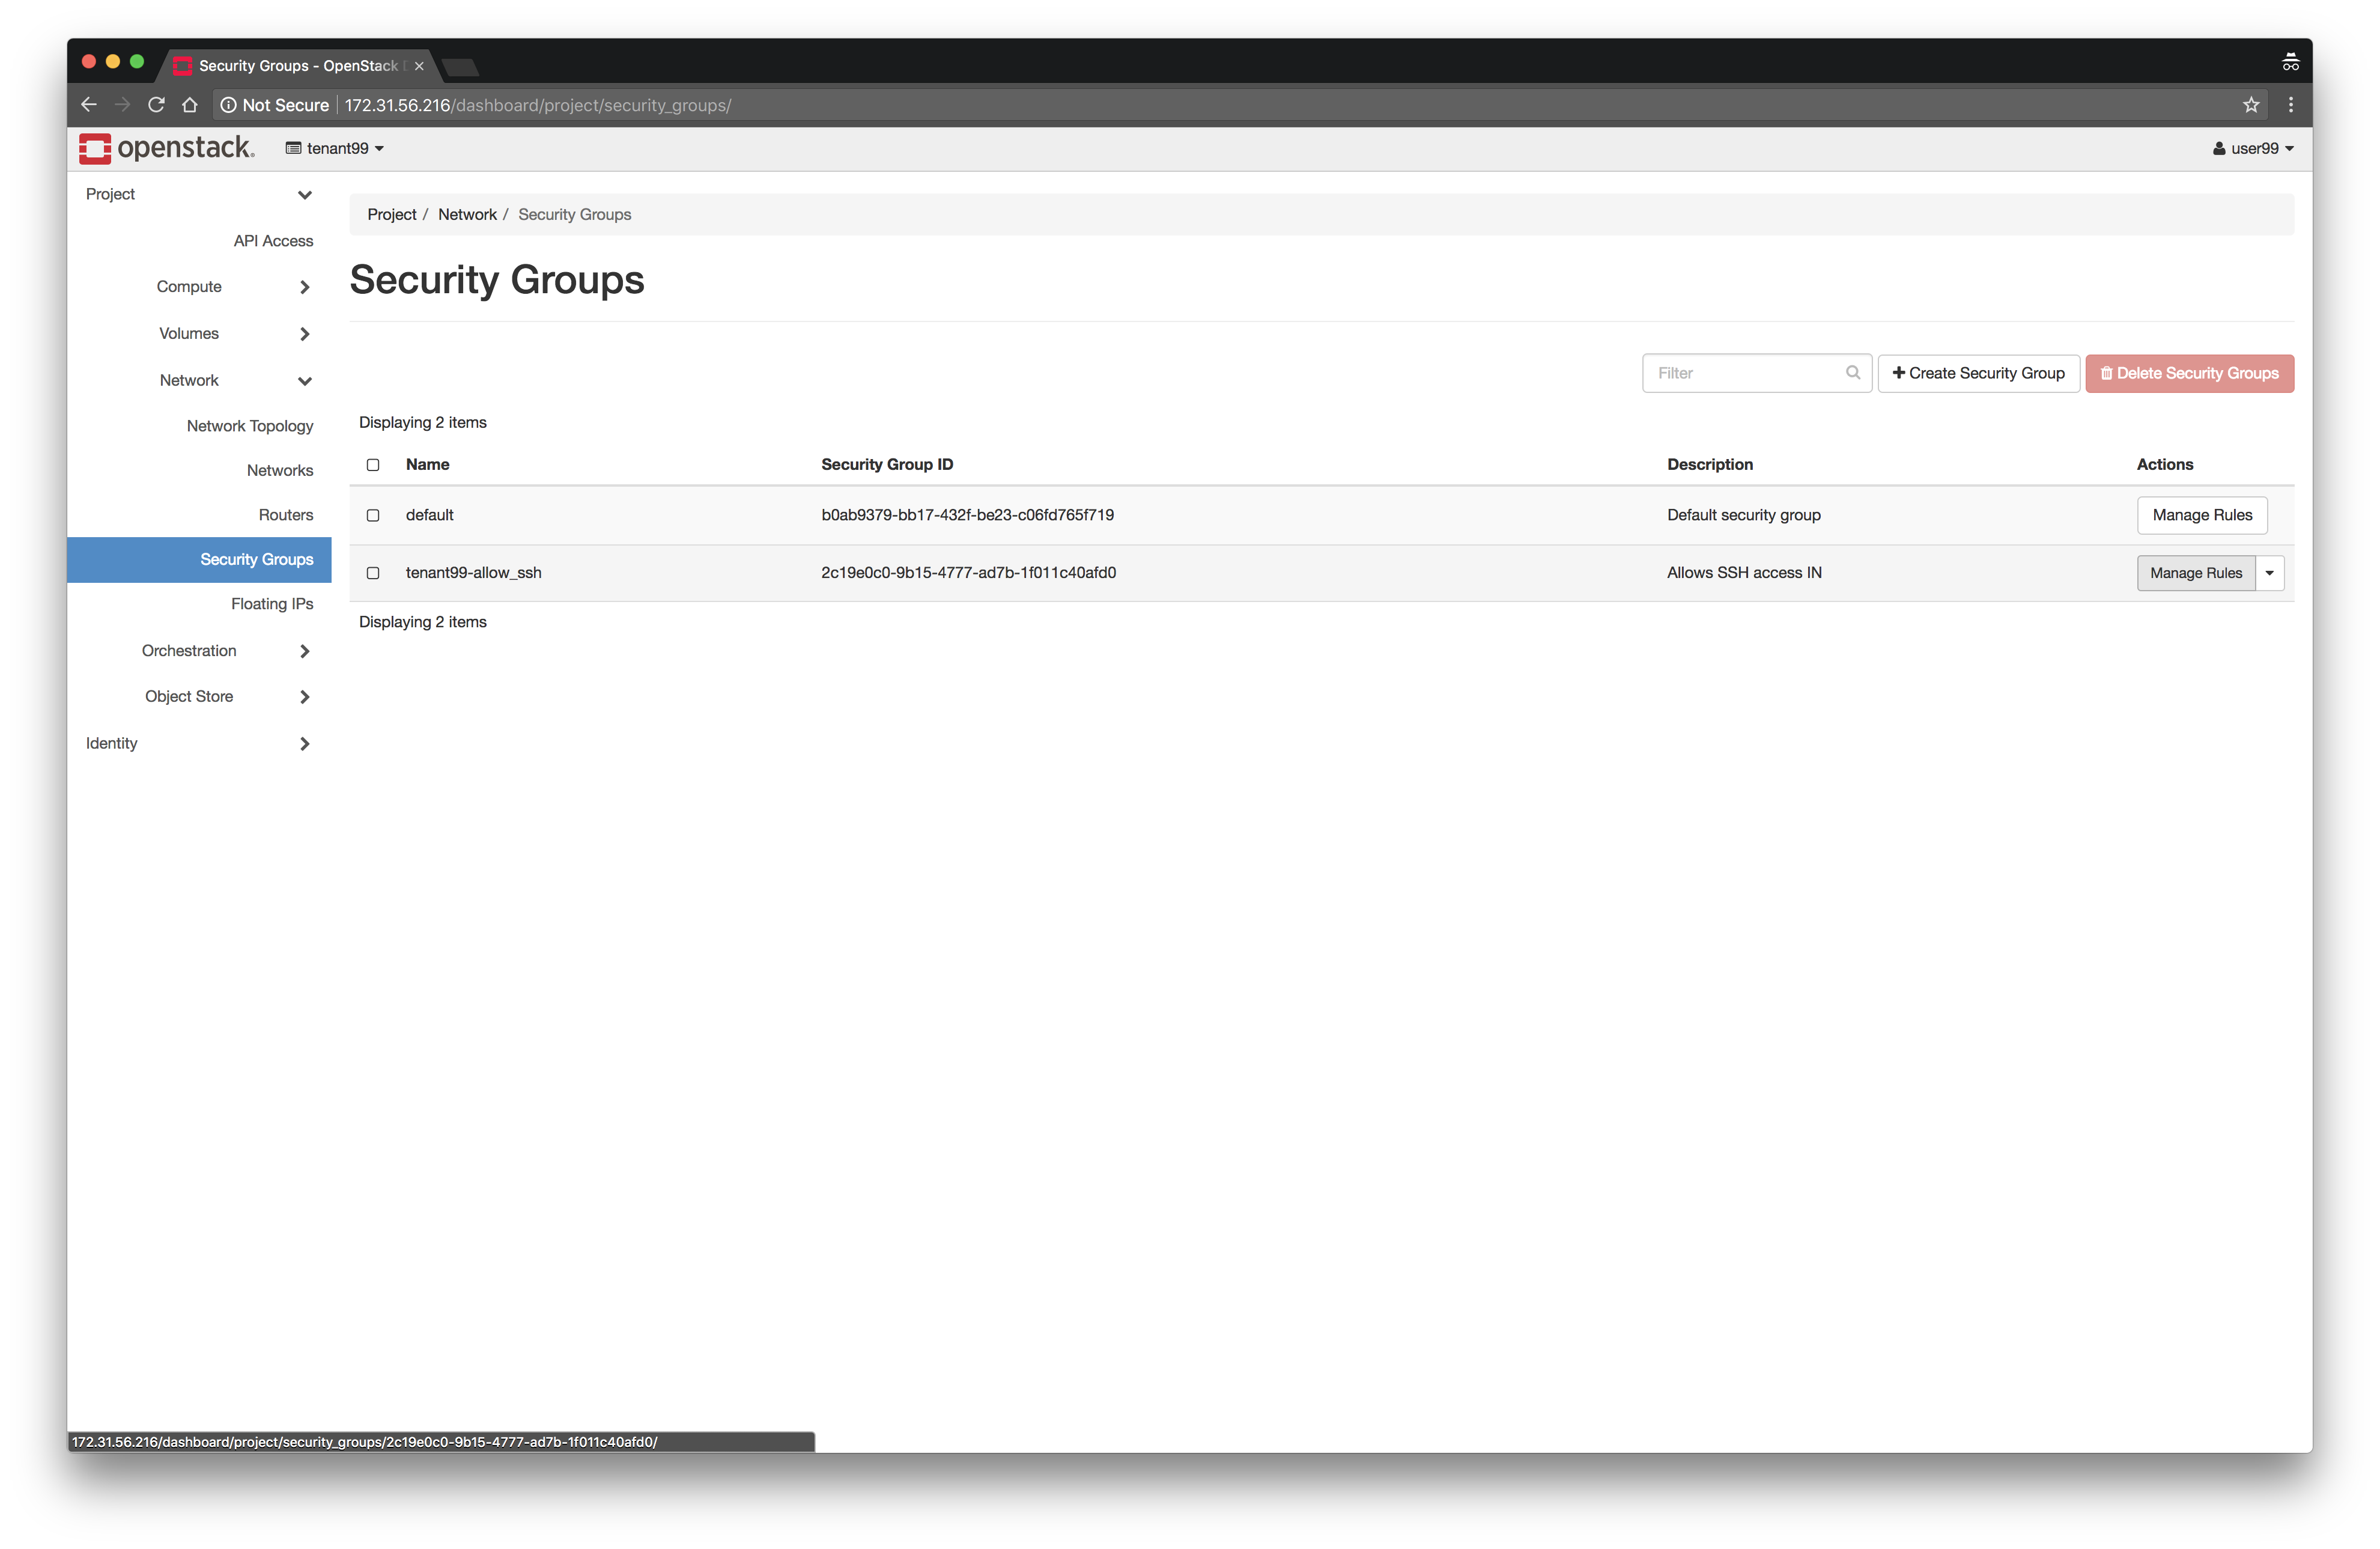 Security Groups - OpenStack
Not Secure 172.31.56.216/dashboard/project/security_groups/
openstack. tenant99 user99
Project
API Access
Compute
Volumes
Network
Network Topology
Networks
Routers
Security Groups
Floating IPs
Orchestration
Object Store
Identity
Project / Network / Security Groups
Security Groups
Filter Create Security Group Delete Security Groups
Displaying 2 items
Name Security Group ID Description Actions
default b0ab9379-bb17-432f-be23-c06fd765f719 Default security group Manage Rules
tenant99-allow_ssh 2c19e0c0-9b15-4777-ad7b-1f011c40afd0 Allows SSH access IN Manage Rules
Displaying 2 items
172.31.56.216/dashboard/project/security_groups/2c19e0c0-9b15-4777-ad7b-1f011c40afd0/